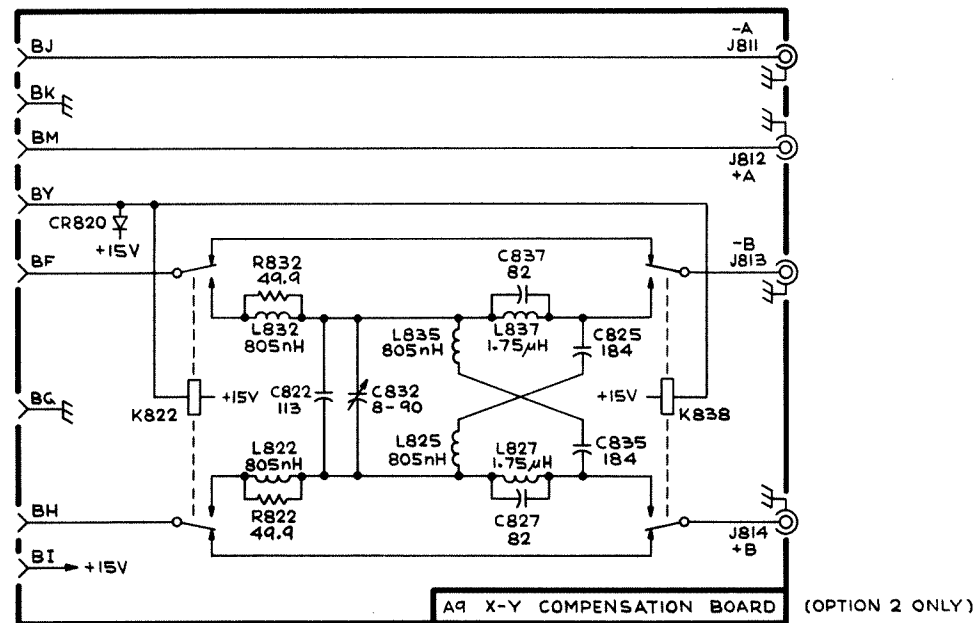 BJ
-A
J811
BK
BM
J812
+A
BY
CR820
+15V
BF
-B
J813
R832
49.9
L832
805nH
C837
82
L837
1.75µH
L835
805nH
C825
184
K822
+15V
C822
113
C832
8-90
+15V
K838
BG
L822
805nH
R822
49.9
L825
805nH
L827
1.75µH
C827
82
C835
184
BH
J814
+B
BI
+15V
A9 X-Y COMPENSATION BOARD
(OPTION 2 ONLY)